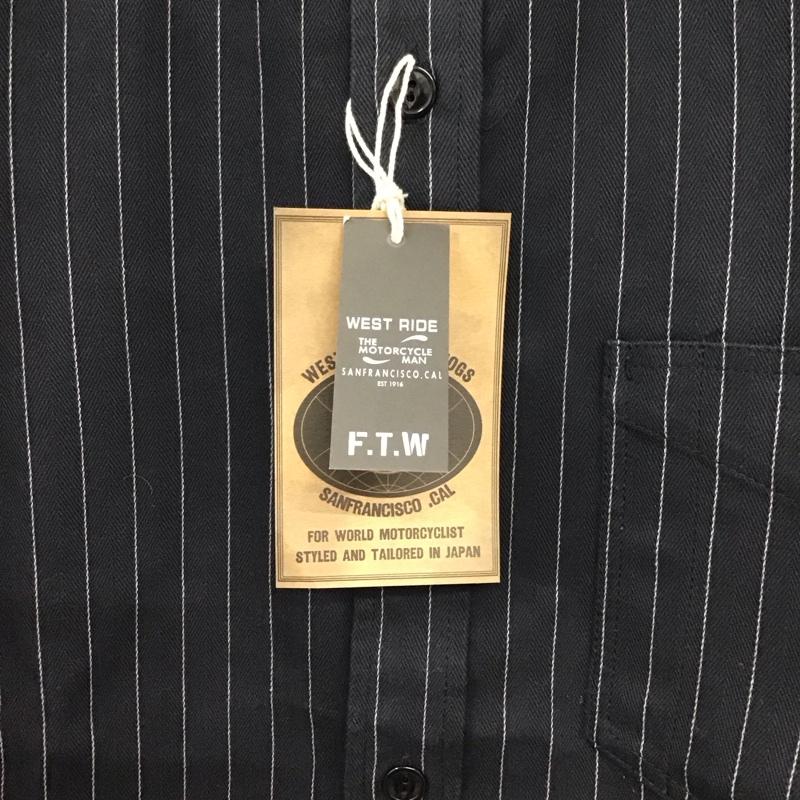 WEST RIDE
THE
MOTORCYCLE
MAN
SANFRANCISCO.CAL
EST 1916
F.T.W
SANFRANCISCO .CAL
FOR WORLD MOTORCYCLIST
STYLED AND TAILORED IN JAPAN